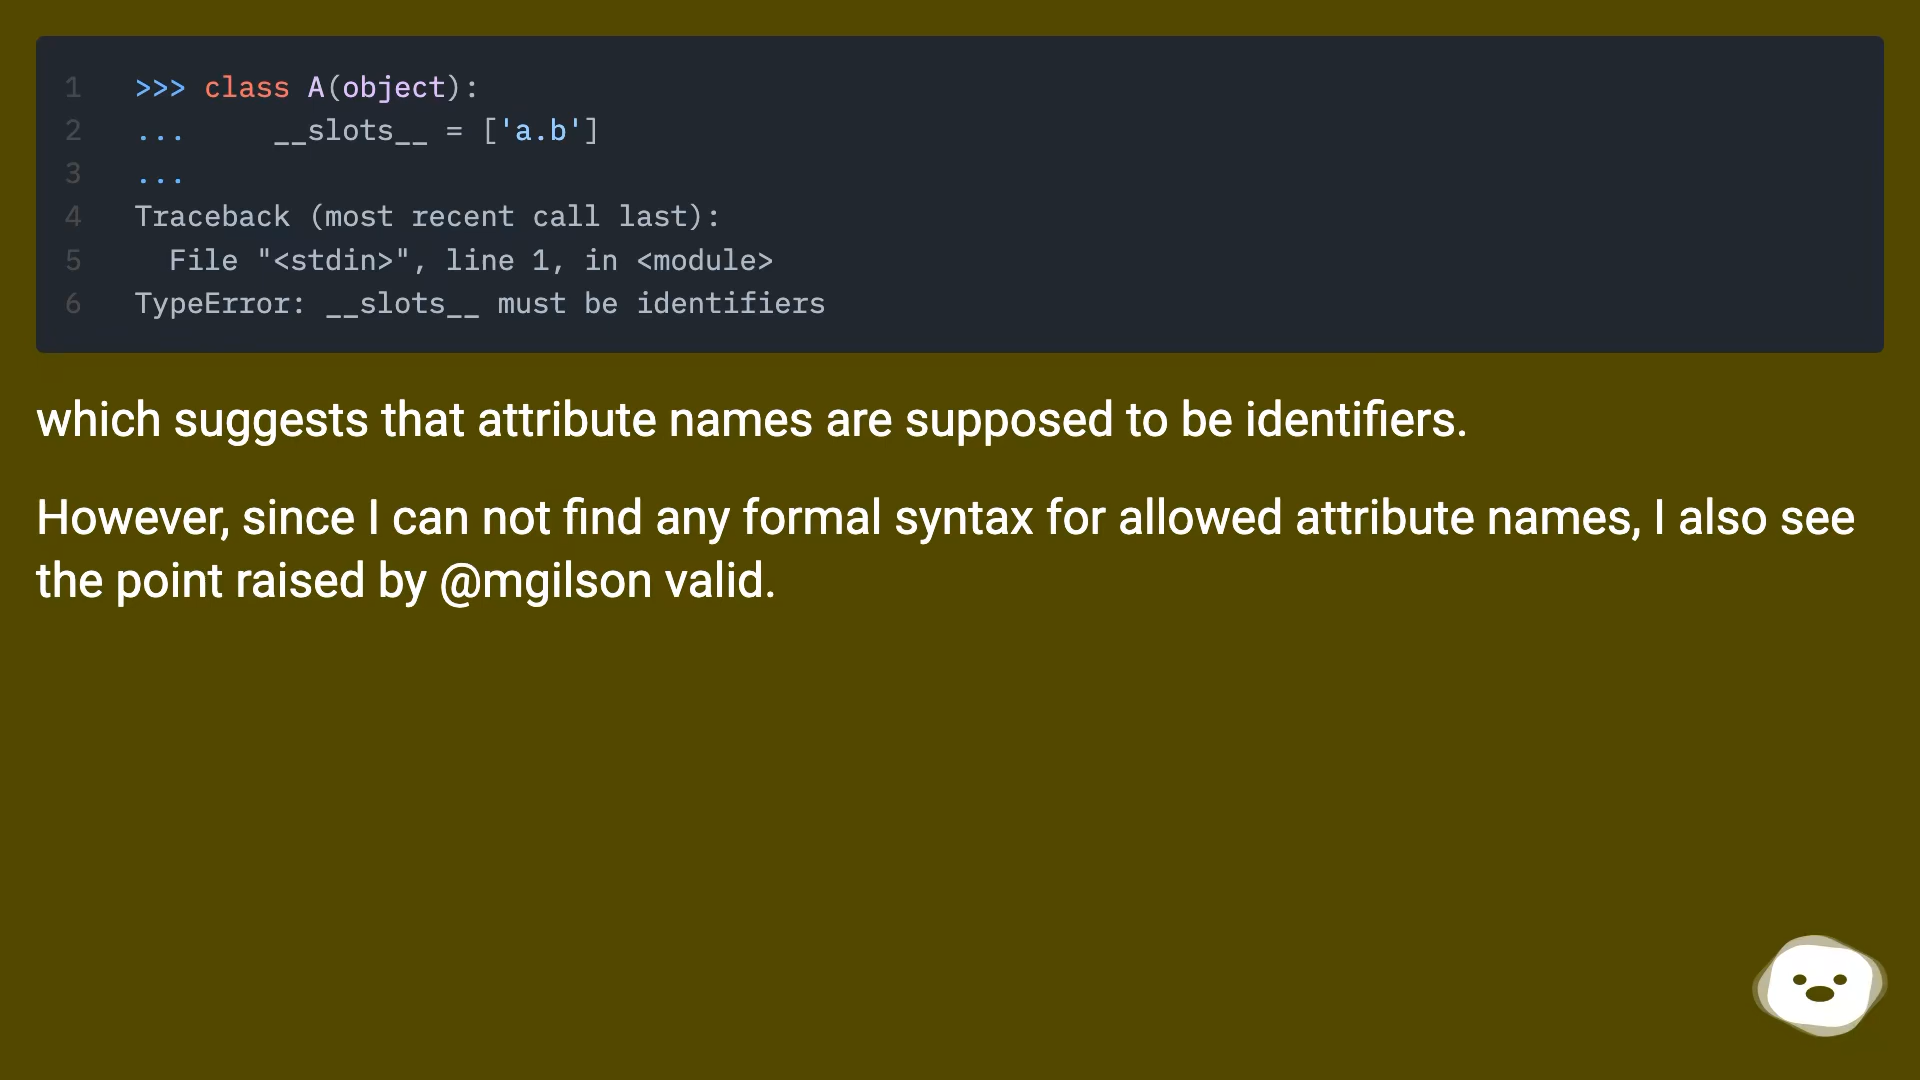 1 >>> class A(object):
2 ...     __slots__ = ['a.b']
3 ...
4 Traceback (most recent call last):
5   File "<stdin>", line 1, in <module>
6 TypeError: __slots__ must be identifiers
which suggests that attribute names are supposed to be identifiers.
However, since I can not find any formal syntax for allowed attribute names, I also see
the point raised by @mgilson valid.